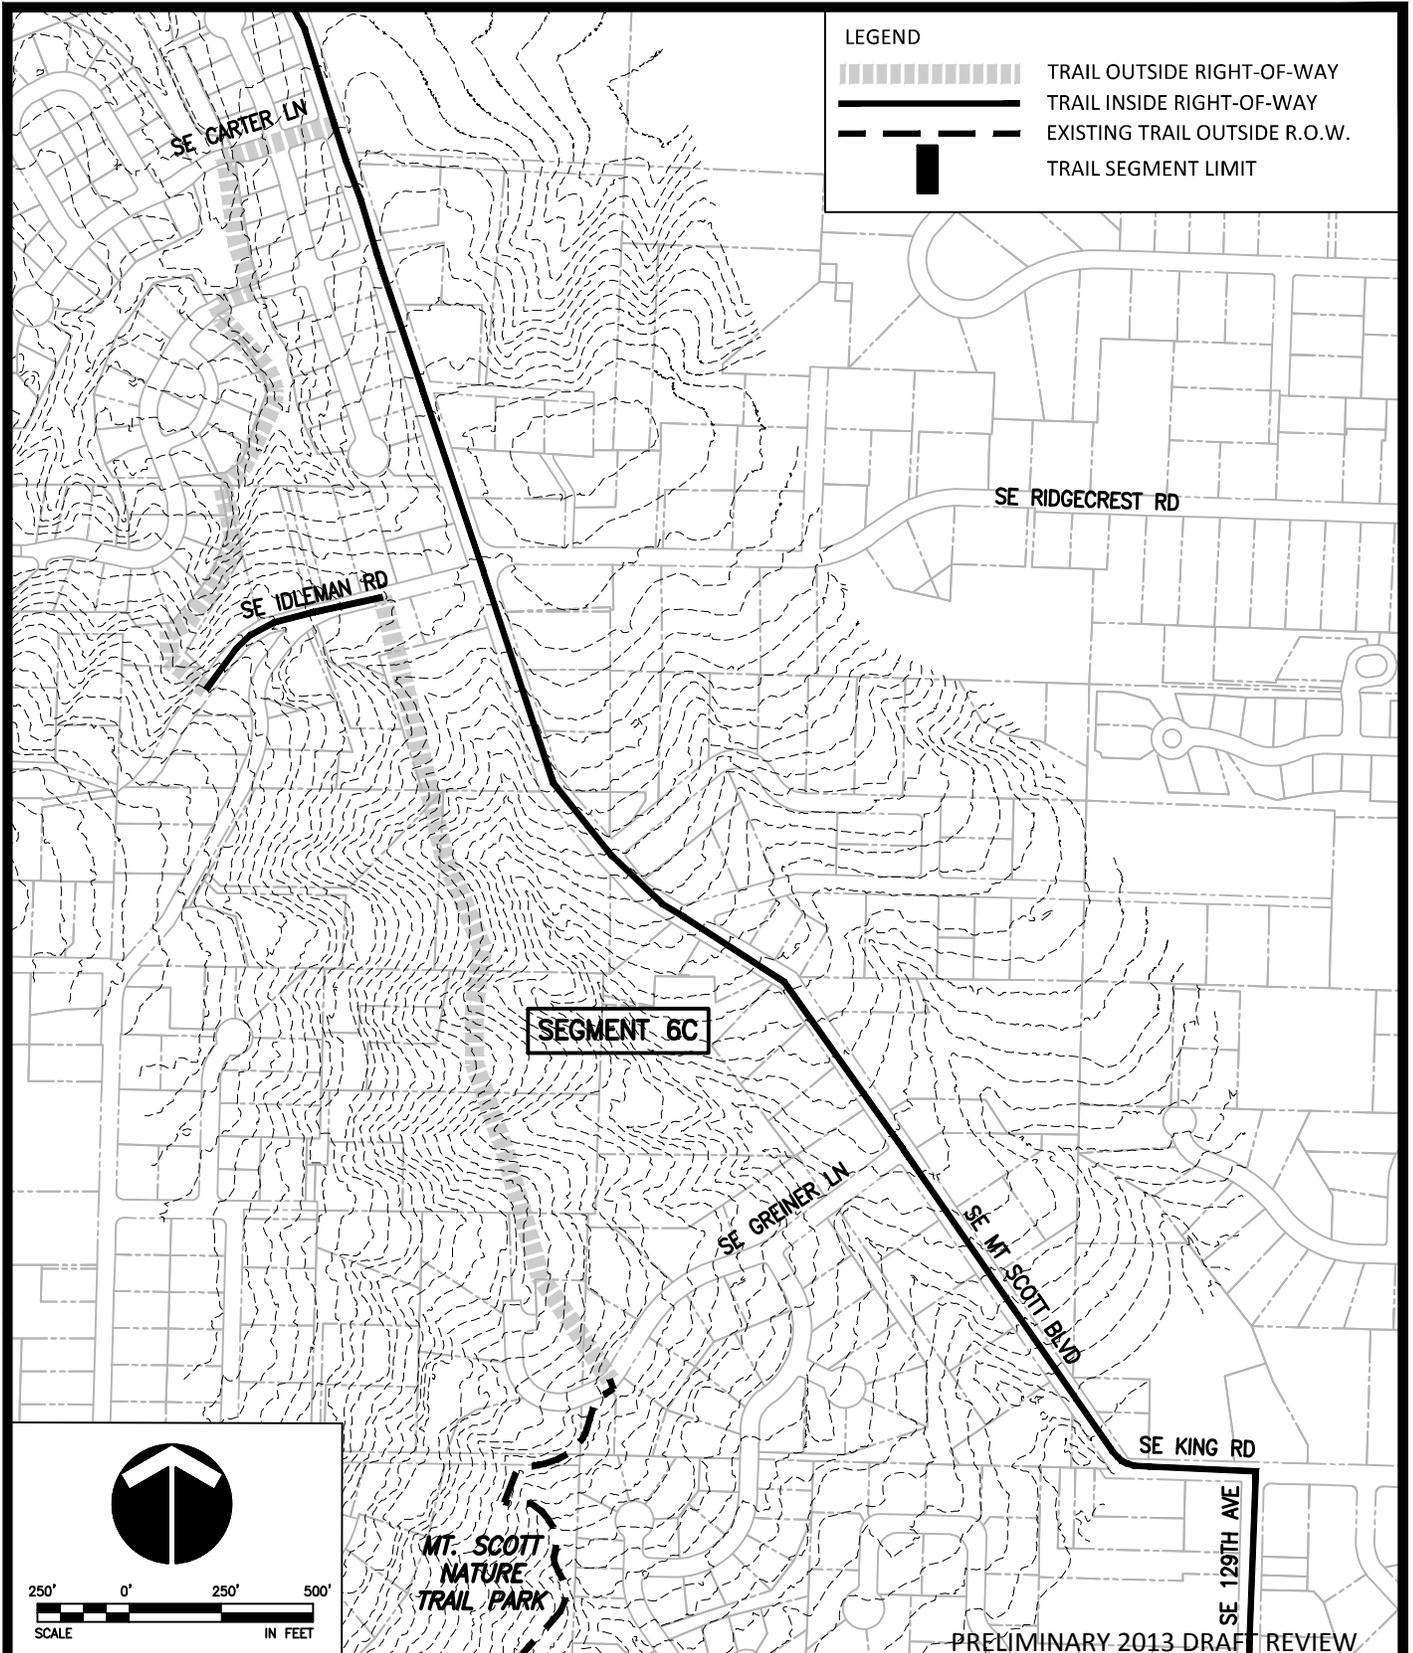 LEGEND
TRAIL OUTSIDE RIGHT-OF-WAY
TRAIL INSIDE RIGHT-OF-WAY
EXISTING TRAIL OUTSIDE R.O.W.
TRAIL SEGMENT LIMIT
SE CARTER LN
SE RIDGECREST RD
SE IDLEMAN RD
SEGMENT 6C
SE GREINER LN
SE MT SCOTT BLVD
SE KING RD
SE 129TH AVE
MT. SCOTT
NATURE
TRAIL PARK
250' 0' 250' 500'
SCALE IN FEET
PRELIMINARY 2013 DRAFT REVIEW